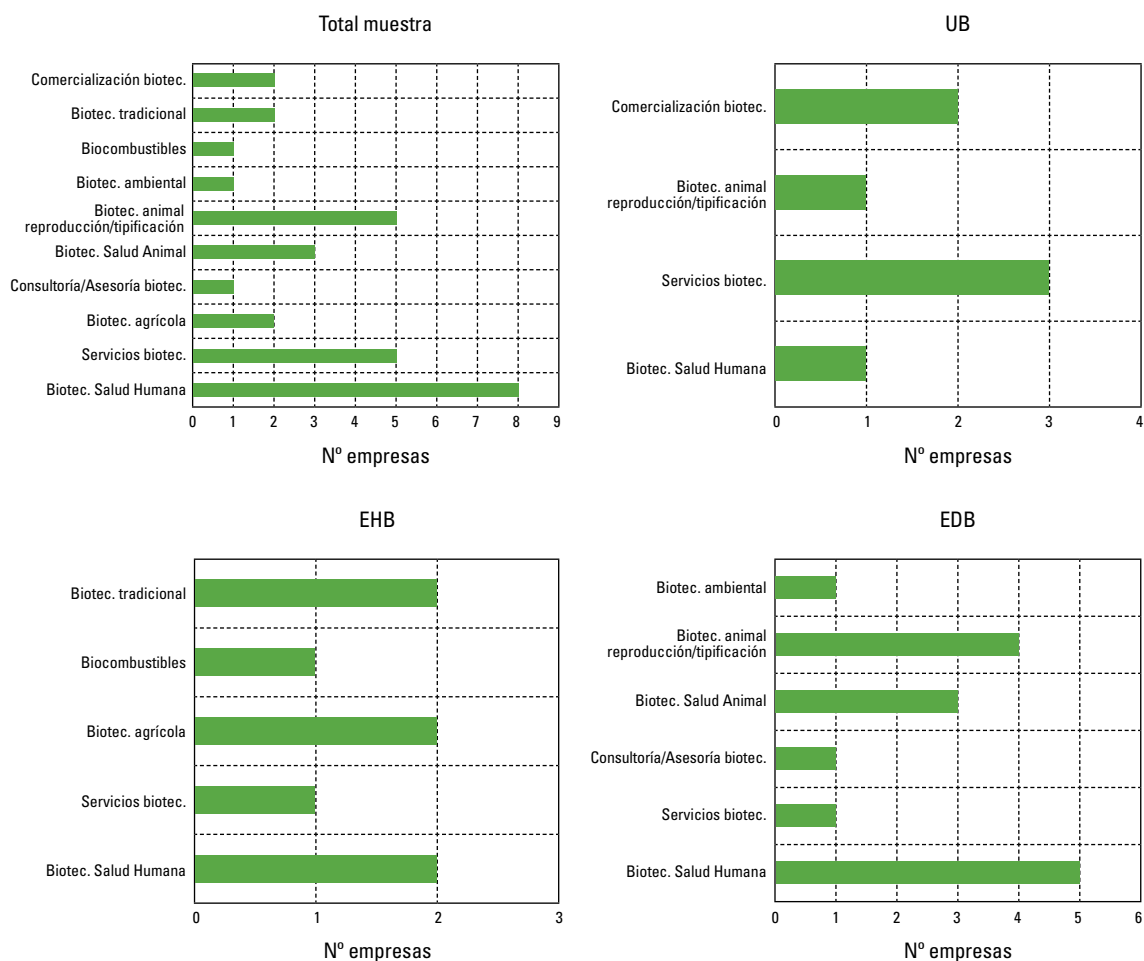 Total muestra
Comercialización biotec.
Biotec. tradicional
Biocombustibles
Biotec. ambiental
Biotec. animal
reproducción/tipificación
Biotec. Salud Animal
Consultoría/Asesoría biotec.
Biotec. agrícola
Servicios biotec.
Biotec. Salud Humana
0 1 2 3 4 5 6 7 8 9
Nº empresas
UB
Comercialización biotec.
Biotec. animal
reproducción/tipificación
Servicios biotec.
Biotec. Salud Humana
0 1 2 3 4
Nº empresas
EHB
Biotec. tradicional
Biocombustibles
Biotec. agrícola
Servicios biotec.
Biotec. Salud Humana
0 1 2 3
Nº empresas
EDB
Biotec. ambiental
Biotec. animal
reproducción/tipificación
Biotec. Salud Animal
Consultoría/Asesoría biotec.
Servicios biotec.
Biotec. Salud Humana
0 1 2 3 4 5 6
Nº empresas